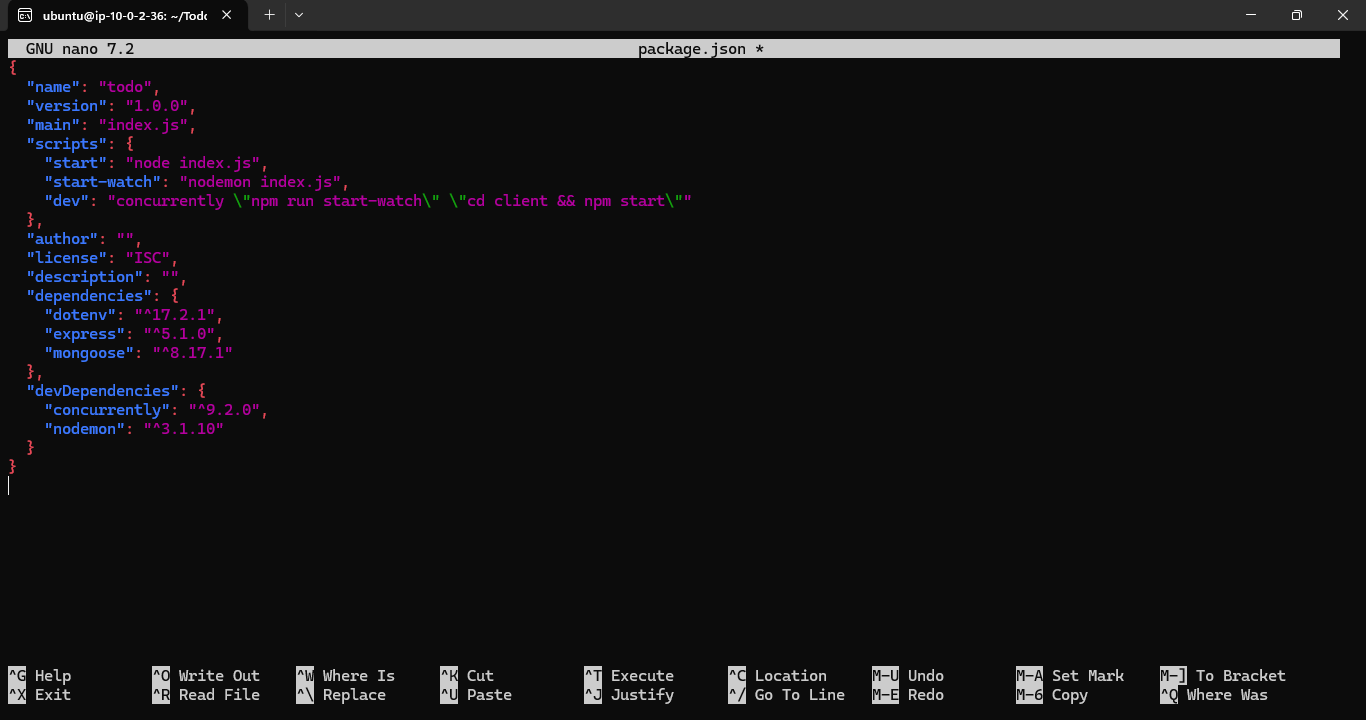 ubuntu@ip-10-0-2-36: ~/Todo
GNU nano 7.2 package.json *
{
  "name": "todo",
  "version": "1.0.0",
  "main": "index.js",
  "scripts": {
    "start": "node index.js",
    "start-watch": "nodemon index.js",
    "dev": "concurrently \"npm run start-watch\" \"cd client && npm start\""
  },
  "author": "",
  "license": "ISC",
  "description": "",
  "dependencies": {
    "dotenv": "^17.2.1",
    "express": "^5.1.0",
    "mongoose": "^8.17.1"
  },
  "devDependencies": {
    "concurrently": "^9.2.0",
    "nodemon": "^3.1.10"
  }
}
^G Help ^O Write Out ^W Where Is ^K Cut ^T Execute ^C Location M-U Undo M-A Set Mark M-] To Bracket
^X Exit ^R Read File ^\ Replace ^U Paste ^J Justify ^/ Go To Line M-E Redo M-6 Copy ^Q Where Was